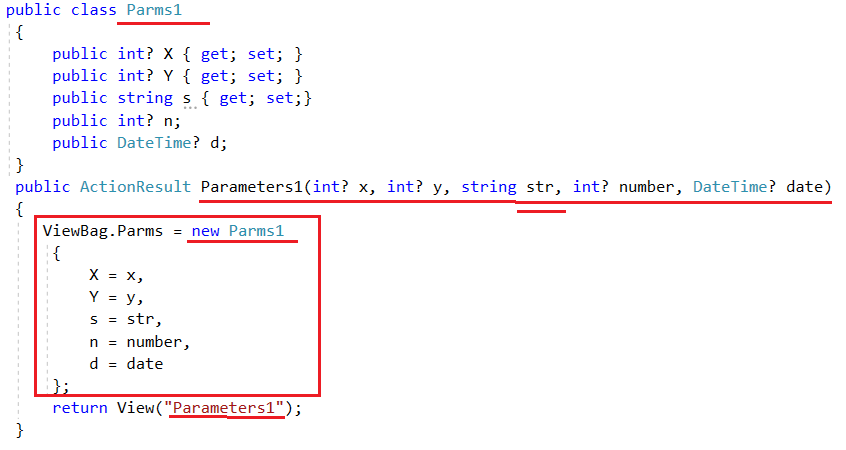 public class Parms1
{
public int? X { get; set; }
public int? Y { get; set; }
public string s { get; set;}
public int? n;
public DateTime? d;
}
public ActionResult Parameters1(int? x, int? y, string str, int? number, DateTime? date)
{
ViewBag.Parms = new Parms1
{
X = x,
Y = y,
s = str,
n = number,
d = date
};
return View("Parameters1");
}